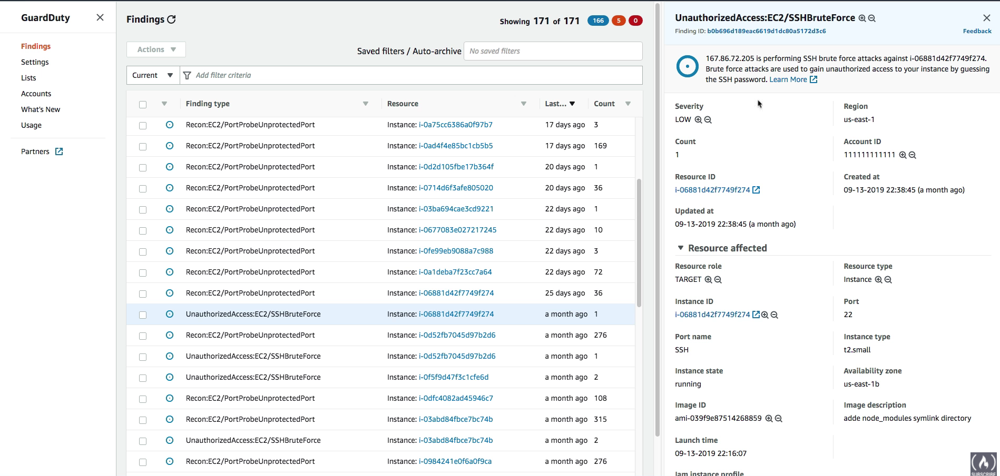 GuardDuty
Findings
Settings
Lists
Accounts
What's New
Usage
Partners
Findings
Showing 171 of 171 166 5 0
Actions
Saved filters / Auto-archive No saved filters
Current Add filter criteria
Finding type Resource Last... Count
Recon:EC2/PortProbeUnprotectedPort Instance: i-0a75cc6386a0f97b7 17 days ago 3
Recon:EC2/PortProbeUnprotectedPort Instance: i-0ad4f4e85bc1cb5b5 17 days ago 169
Recon:EC2/PortProbeUnprotectedPort Instance: i-0d2d105fbe17b364f 20 days ago 1
Recon:EC2/PortProbeUnprotectedPort Instance: i-0714d6f3afe805020 20 days ago 36
Recon:EC2/PortProbeUnprotectedPort Instance: i-03ba694cae3cd9221 22 days ago 1
Recon:EC2/PortProbeUnprotectedPort Instance: i-0677083e027217245 22 days ago 10
Recon:EC2/PortProbeUnprotectedPort Instance: i-0fe99eb9088a7c988 22 days ago 3
Recon:EC2/PortProbeUnprotectedPort Instance: i-0a1deba7f23cc7a64 22 days ago 72
Recon:EC2/PortProbeUnprotectedPort Instance: i-06881d42f7749f274 25 days ago 36
UnauthorizedAccess:EC2/SSHBruteForce Instance: i-06881d42f7749f274 a month ago 1
Recon:EC2/PortProbeUnprotectedPort Instance: i-0d52fb7045d97b2d6 a month ago 276
UnauthorizedAccess:EC2/SSHBruteForce Instance: i-0d52fb7045d97b2d6 a month ago 1
UnauthorizedAccess:EC2/SSHBruteForce Instance: i-0f5f9d47f3c1cfe6d a month ago 2
Recon:EC2/PortProbeUnprotectedPort Instance: i-0dfc4082ad45946c7 a month ago 108
Recon:EC2/PortProbeUnprotectedPort Instance: i-03abd84fbce7bc74b a month ago 315
UnauthorizedAccess:EC2/SSHBruteForce Instance: i-03abd84fbce7bc74b a month ago 2
Recon:EC2/PortProbeUnprotectedPort Instance: i-0984241e0f6a0f9ca a month ago 276
UnauthorizedAccess:EC2/SSHBruteForce
Finding ID: b0b696d189eac6619d1dc80a5172d3c6 Feedback
167.86.72.205 is performing SSH brute force attacks against i-06881d42f7749f274.
Brute force attacks are used to gain unauthorized access to your instance by guessing
the SSH password. Learn More
Severity Region
LOW us-east-1
Count Account ID
1 111111111111
Resource ID Created at
i-06881d42f7749f274 09-13-2019 22:38:45 (a month ago)
Updated at
09-13-2019 22:38:45 (a month ago)
Resource affected
Resource role Resource type
TARGET Instance
Instance ID Port
i-06881d42f7749f274 22
Port name Instance type
SSH t2.small
Instance state Availability zone
running us-east-1b
Image ID Image description
ami-039f9e87514268859 adde node_modules symlink directory
Launch time
09-13-2019 22:16:07
Iam instance profile
SUBSCRIBE